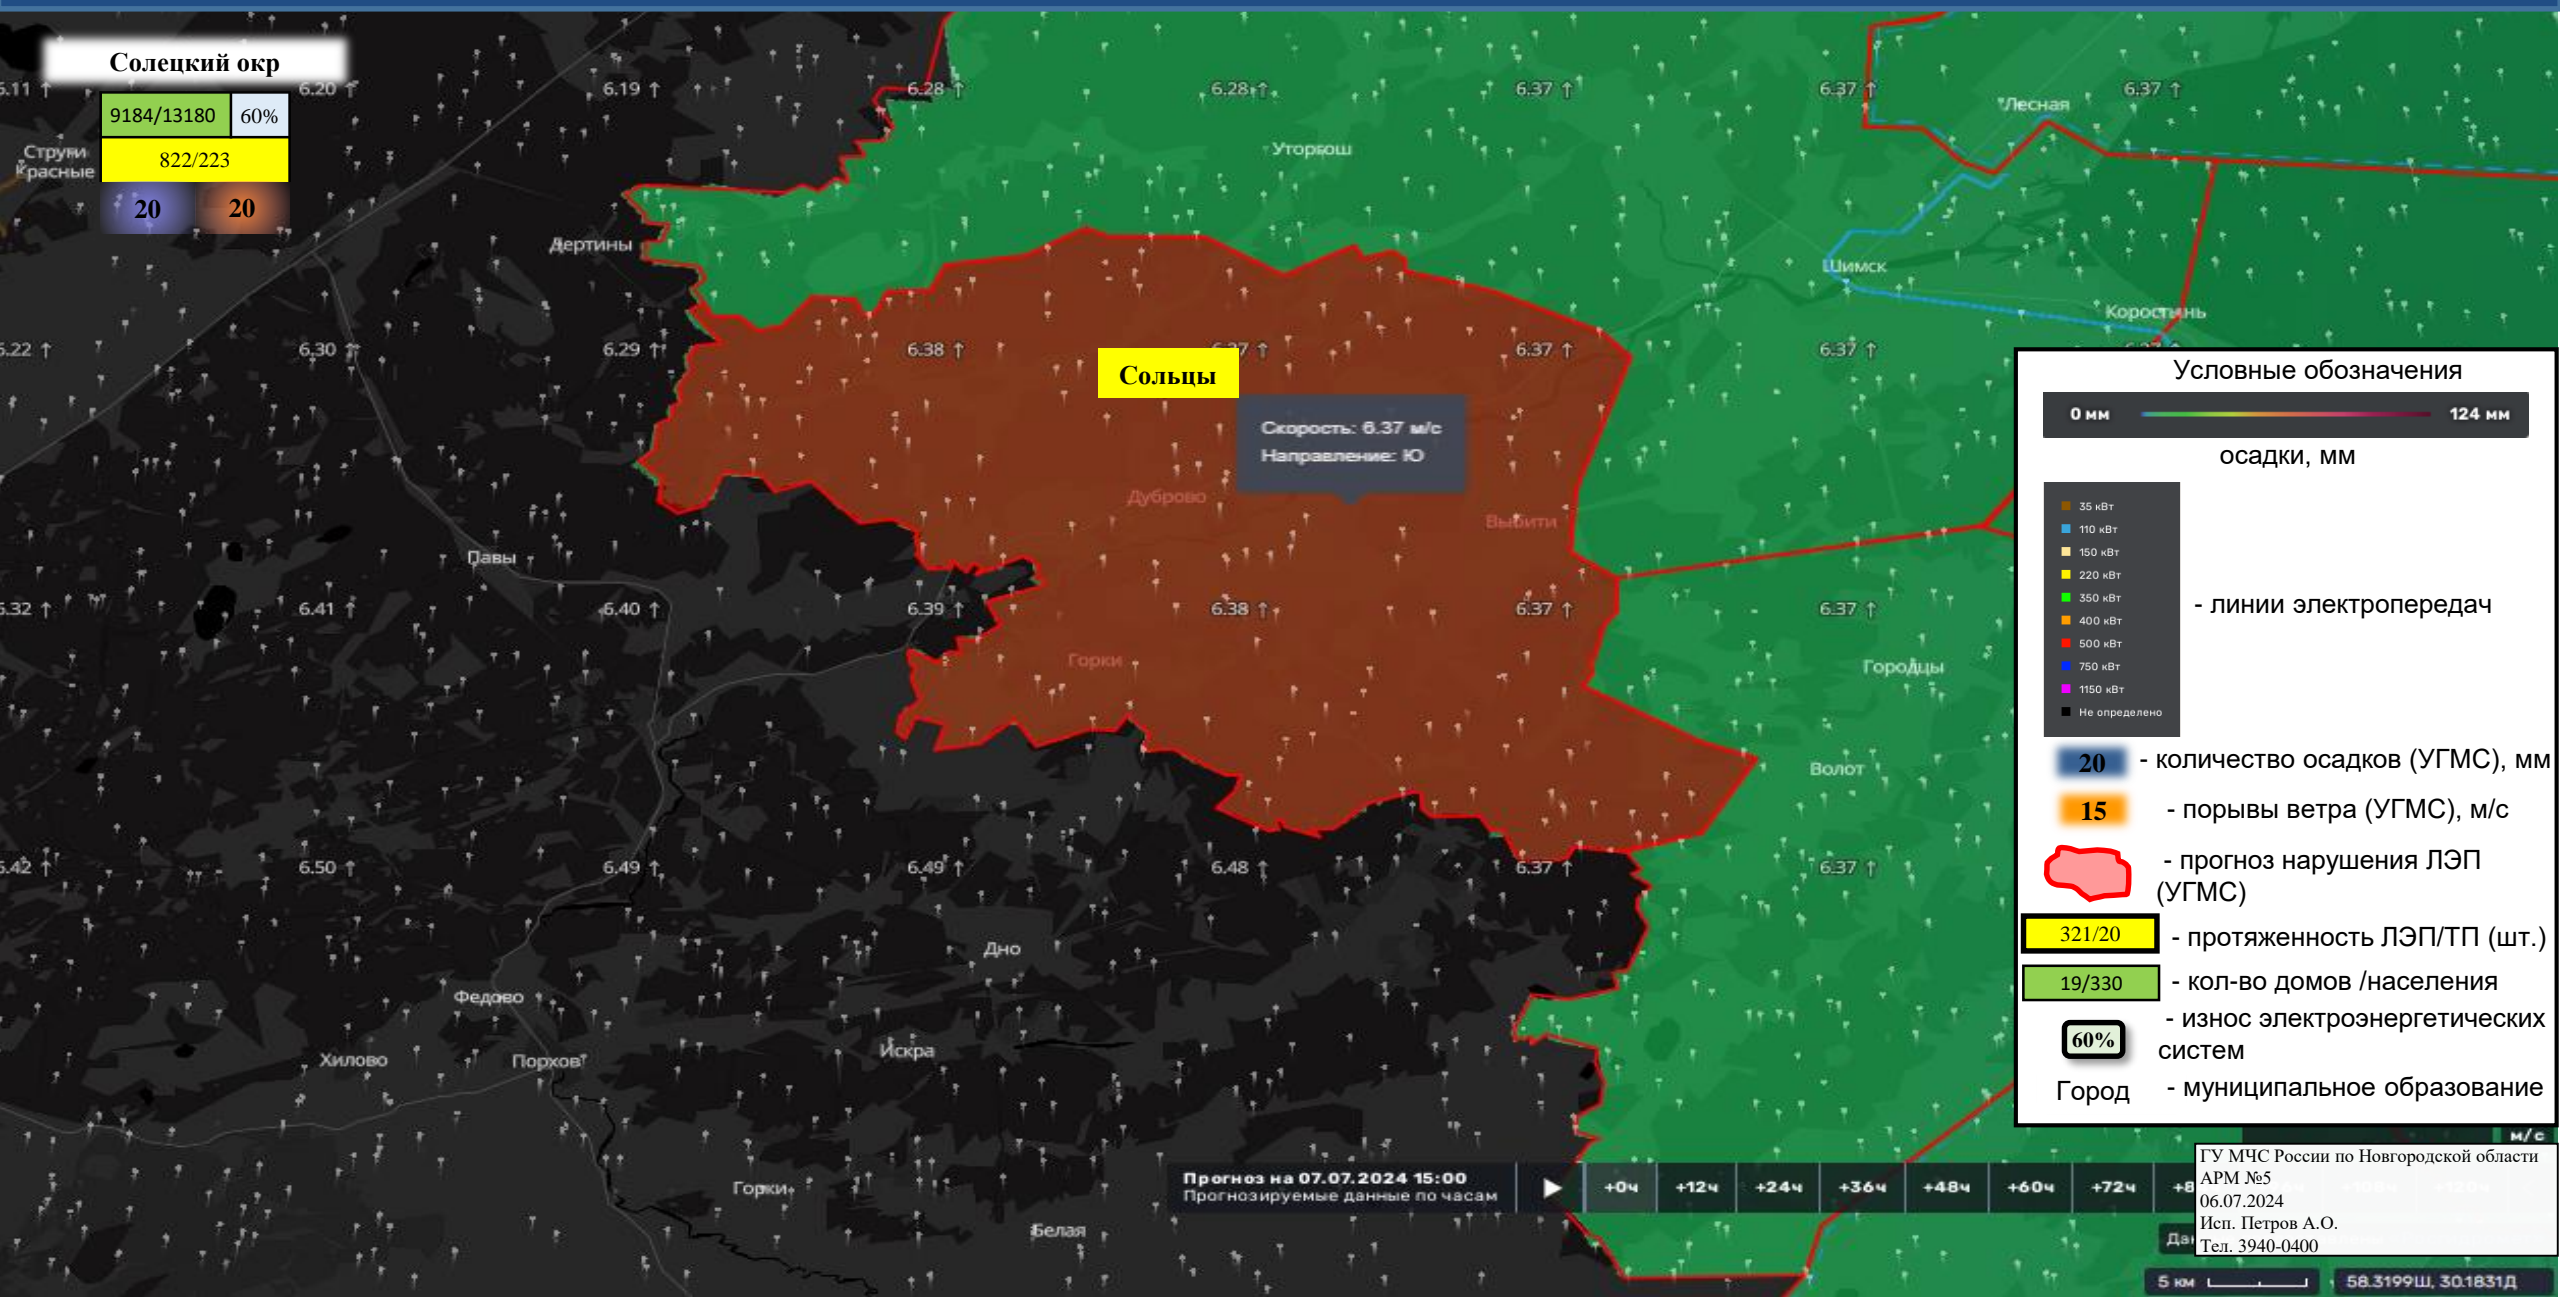 Солецкий окр
9184/13180 60%
822/223
20 20
6.20 ↑ 6.19 ↑ 6.28 ↑ 6.28 ↑ 6.37 ↑ 6.37 ↑ 6.37 ↑
Лесная
Струги Красные
Уторгош
Дертины
Шимск
Коростынь
6.30 ↑ 6.29 ↑ 6.38 ↑ 6.37 ↑ 6.37 ↑
Сольцы
Скорость: 6.37 м/с
Направление: Ю
Дуброво
Выбити
Павы
6.41 ↑ 6.40 ↑ 6.39 ↑ 6.38 ↑ 6.37 ↑ 6.37 ↑
Горки
Городцы
Волот
6.50 ↑ 6.49 ↑ 6.49 ↑ 6.48 ↑ 6.37 ↑ 6.37 ↑
Дно
Федово
Искра
Хилово
Порхов
Горки
Белая
Условные обозначения
0 мм 124 мм
осадки, мм
35 кВт
110 кВт
150 кВт
220 кВт
350 кВт
400 кВт
500 кВт
750 кВт
1150 кВт
Не определено
- линии электропередач
20 - количество осадков (УГМС), мм
15 - порывы ветра (УГМС), м/с
- прогноз нарушения ЛЭП
(УГМС)
321/20 - протяженность ЛЭП/ТП (шт.)
19/330 - кол-во домов /населения
- износ электроэнергетических
60% систем
Город - муниципальное образование
м/с
Прогноз на 07.07.2024 15:00
Прогнозируемые данные по часам
+0ч +12ч +24ч +36ч +48ч +60ч +72ч
ГУ МЧС России по Новгородской области
АРМ №5
06.07.2024
Исп. Петров А.О.
Тел. 3940-0400
5 км 58.3199Ш, 30.1831Д